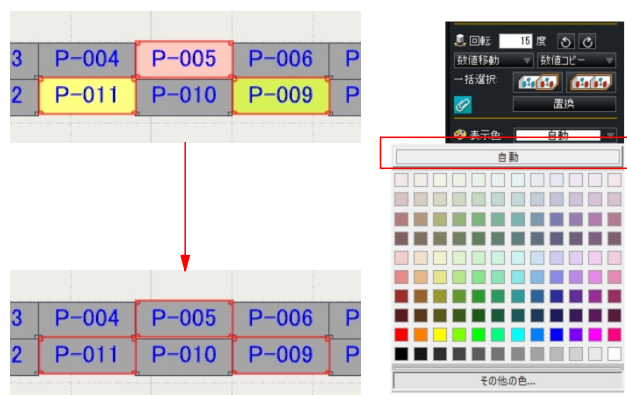 3 P-004 P-005 P-006 P
2 P-011 P-010 P-009 P
回転: 15 度
数値移動 数値コピー
一括選択:
置換
表示色: 自動
自動
その他の色...
3 P-004 P-005 P-006 P
2 P-011 P-010 P-009 P